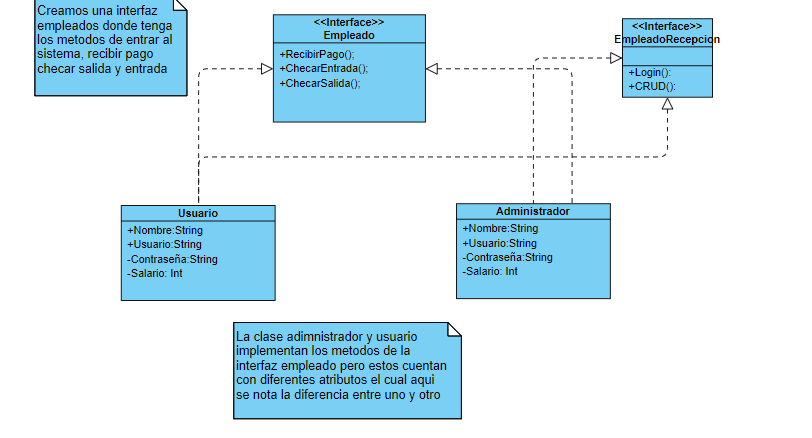 Creamos una interfaz
empleados donde tenga
los metodos de entrar al
sistema, recibir pago
checar salida y entrada
<<Interface>>
Empleado
+RecibirPago();
+ChecarEntrada();
+ChecarSalida();
<<Interface>>
EmpleadoRecepcion
+Login():
+CRUD():
Usuario
+Nombre:String
+Usuario:String
-Contraseña:String
-Salario: Int
Administrador
+Nombre:String
+Usuario:String
-Contraseña:String
-Salario: Int
La clase adimnistrador y usuario
implementan los metodos de la
interfaz empleado pero estos cuentan
con diferentes atributos el cual aqui
se nota la diferencia entre uno y otro